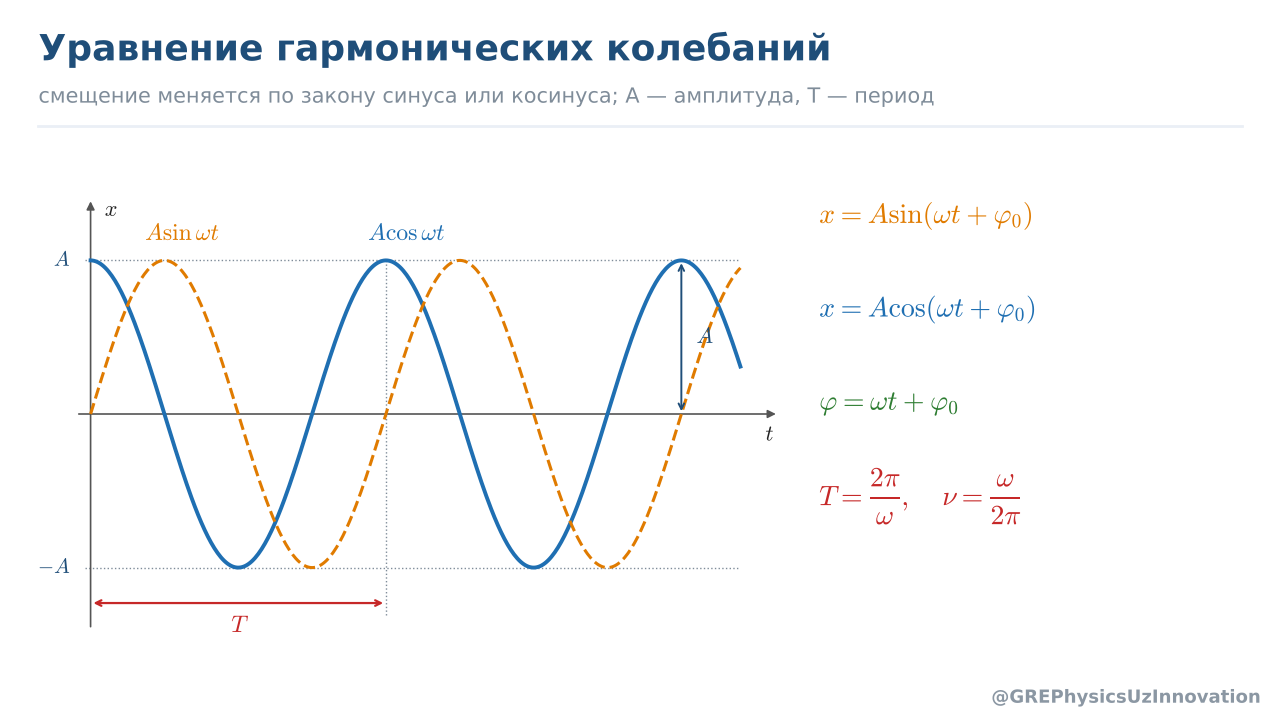 Уравнение гармонических колебаний
смещение меняется по закону синуса или косинуса; A — амплитуда, T — период
x
A sin ωt
A cos ωt
A
A
t
−A
T
x = A sin(ωt + φ₀)
x = A cos(ωt + φ₀)
φ = ωt + φ₀
T = 2π/ω, ν = ω/2π
@GREPhysicsUzInnovation